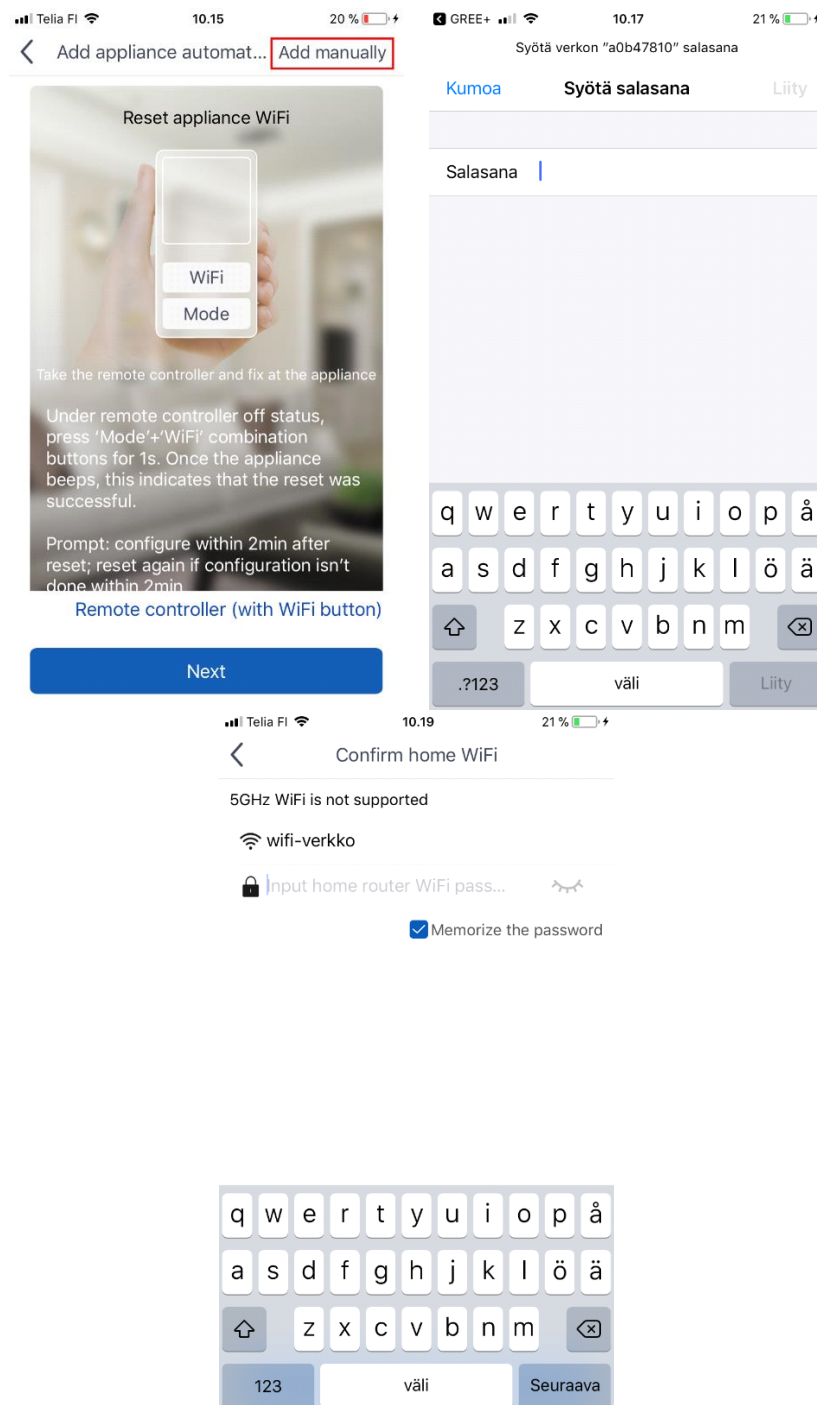 Telia FI 10.15 20 %
Add appliance automat... Add manually
Reset appliance WiFi
WiFi
Mode
Take the remote controller and fix at the appliance
Under remote controller off status,
press ‘Mode’+‘WiFi’ combination
buttons for 1s. Once the appliance
beeps, this indicates that the reset was
successful.
Prompt: configure within 2min after
reset; reset again if configuration isn’t
done within 2min
Remote controller (with WiFi button)
Next
GREE+ 10.17 21 %
Syötä verkon ”a0b47810” salasana
Kumoa Syötä salasana Liity
Salasana
q w e r t y u i o p å
a s d f g h j k l ö ä
z x c v b n m
.?123 väli Liity
Telia FI 10.19 21 %
Confirm home WiFi
5GHz WiFi is not supported
wifi-verkko
Input home router WiFi pass...
Memorize the password
q w e r t y u i o p å
a s d f g h j k l ö ä
z x c v b n m
123 väli Seuraava